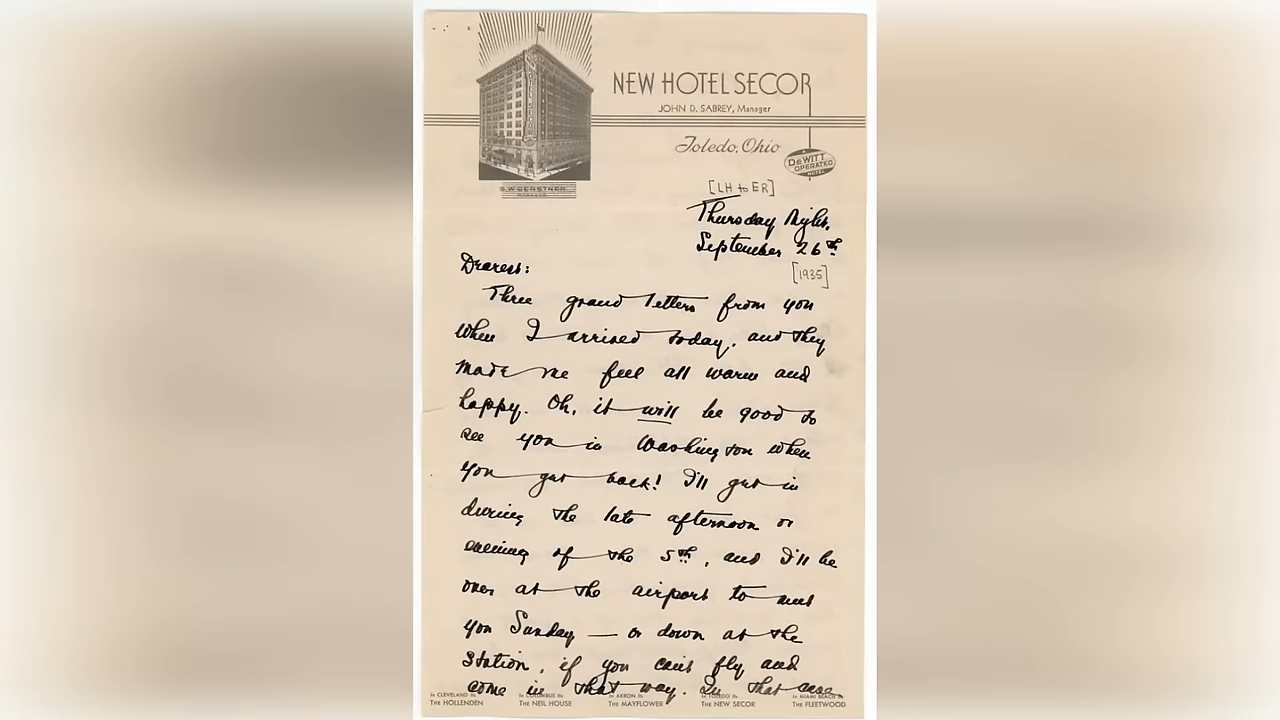 NEW HOTEL SECOR
JOHN D. SABREY, Manager
Toledo, Ohio
DeWITT
OPERATED
HOTEL
S.W. GERSTNER
MANAGER
[LH to ER]
Thursday Night,
September 26th
[1935]
Dearest:
Three grand letters from you
when I arrived today, and they
made me feel all warm and
happy. Oh, it will be good to
see you in Washington when
you get back! I'll get in
during the late afternoon or
evening of the 5th, and I'll be
over at the airport to meet
you Sunday — or down at the
station, if you can't fly and
come in that way. In that case
In CLEVELAND its
THE HOLLENDEN
In COLUMBUS its
THE NEIL HOUSE
In AKRON its
THE MAYFLOWER
In TOLEDO its
THE NEW SECOR
In MIAMI BEACH its
THE FLEETWOOD